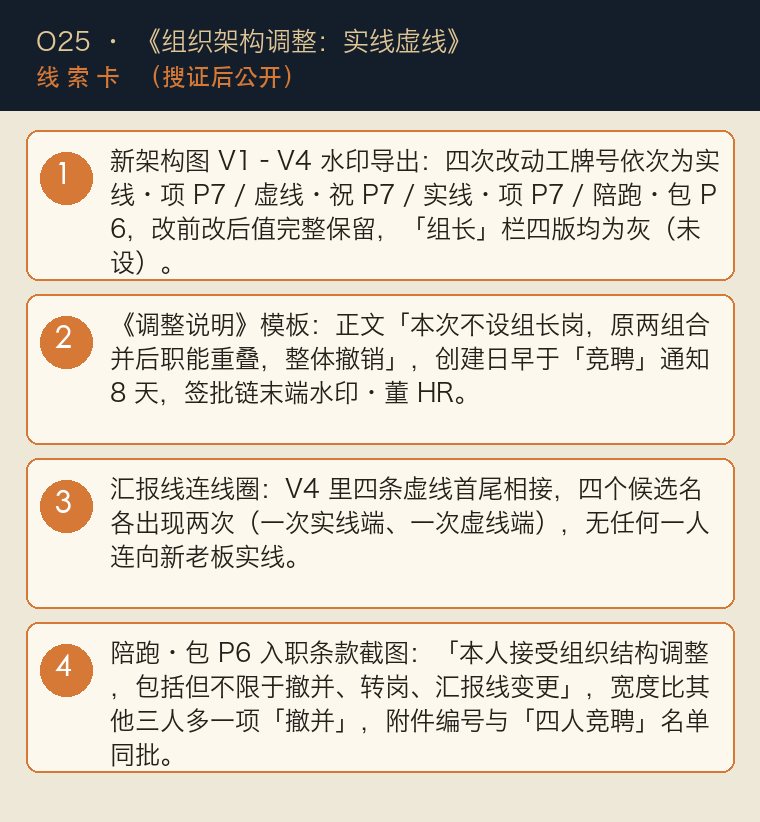 O25 · 《组织架构调整：实线虚线》
线 索 卡 （搜证后公开）
1
新架构图 V1 - V4 水印导出：四次改动工牌号依次为实
线·项 P7 / 虚线·祝 P7 / 实线·项 P7 / 陪跑·包 P
6，改前改后值完整保留，「组长」栏四版均为灰（未
设）。
2
《调整说明》模板：正文「本次不设组长岗，原两组合
并后职能重叠，整体撤销」，创建日早于「竞聘」通知
8 天，签批链末端水印·董 HR。
3
汇报线连线圈：V4 里四条虚线首尾相接，四个候选名
各出现两次（一次实线端、一次虚线端），无任何一人
连向新老板实线。
4
陪跑·包 P6 入职条款截图：「本人接受组织结构调整
，包括但不限于撤并、转岗、汇报线变更」，宽度比其
他三人多一项「撤并」，附件编号与「四人竞聘」名单
同批。